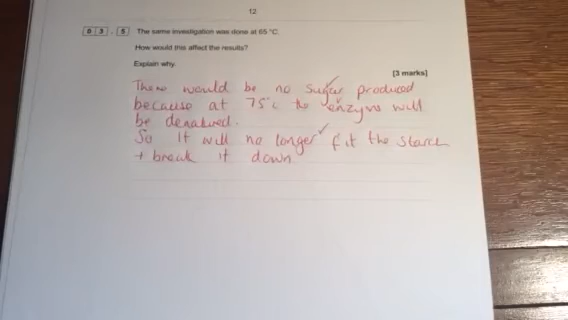 12
0 3 . 5 The same investigation was done at 65 °C.
How would this affect the results?
Explain why.
[3 marks]
There would be no sugar produced
because at 75°c the enzyme will
be denatured.
So it will no longer fit the starch
+ break it down